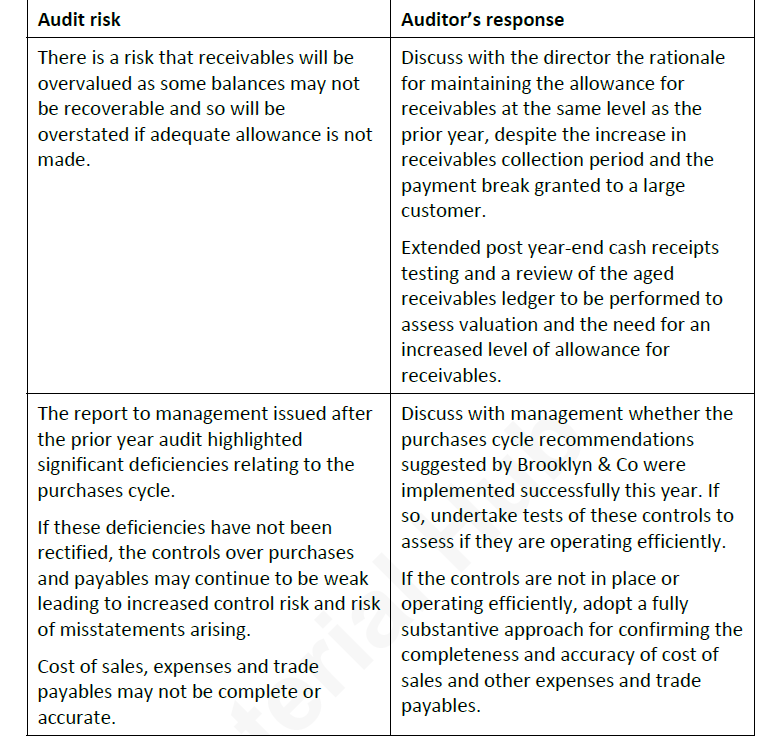 Audit risk
Auditor's response
There is a risk that receivables will be
overvalued as some balances may not
be recoverable and so will be
overstated if adequate allowance is not
made.
Discuss with the director the rationale
for maintaining the allowance for
receivables at the same level as the
prior year, despite the increase in
receivables collection period and the
payment break granted to a large
customer.
Extended post year-end cash receipts
testing and a review of the aged
receivables ledger to be performed to
assess valuation and the need for an
increased level of allowance for
receivables.
The report to management issued after
the prior year audit highlighted
significant deficiencies relating to the
purchases cycle.
If these deficiencies have not been
rectified, the controls over purchases
and payables may continue to be weak
leading to increased control risk and risk
of misstatements arising.
Cost of sales, expenses and trade
payables may not be complete or
accurate.
Discuss with management whether the
purchases cycle recommendations
suggested by Brooklyn & Co were
implemented successfully this year. If
so, undertake tests of these controls to
assess if they are operating efficiently.
If the controls are not in place or
operating efficiently, adopt a fully
substantive approach for confirming the
completeness and accuracy of cost of
sales and other expenses and trade
payables.